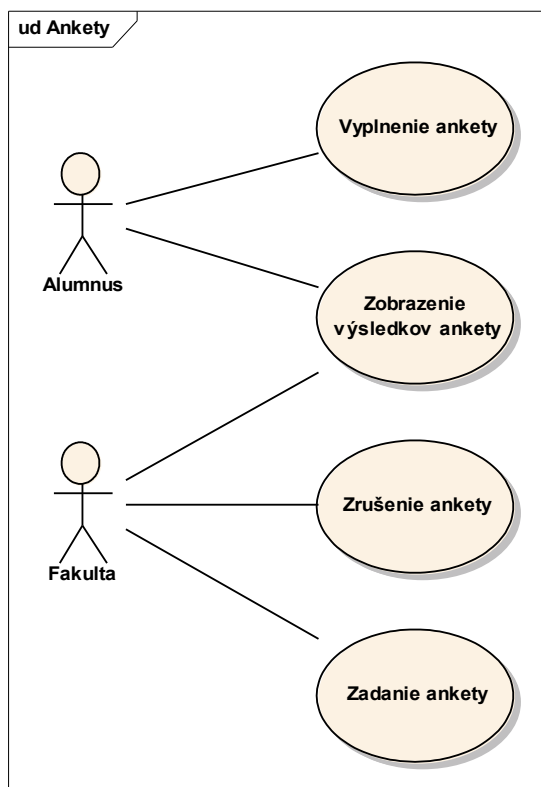 ud Ankety
Vyplnenie ankety
Alumnus
Zobrazenie
výsledkov ankety
Fakulta
Zrušenie ankety
Zadanie ankety